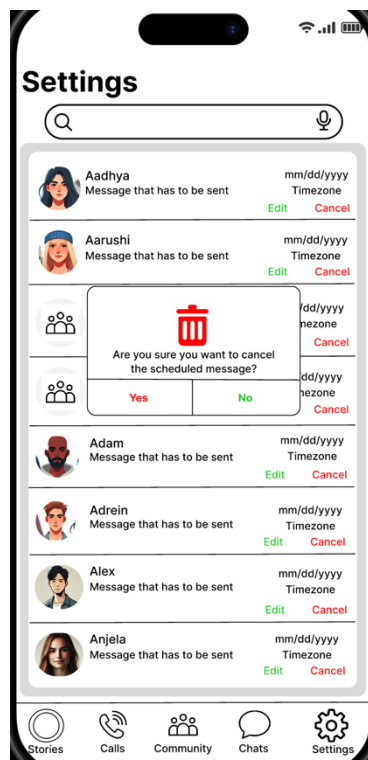 Settings
Aadhya
mm/dd/yyyy
Message that has to be sent
Timezone
Edit Cancel
Aarushi
mm/dd/yyyy
Message that has to be sent
Timezone
Edit Cancel
/dd/yyyy
nezone
Cancel
Are you sure you want to cancel
the scheduled message?
Yes No
dd/yyyy
nezone
Cancel
Adam
mm/dd/yyyy
Message that has to be sent
Timezone
Edit Cancel
Adrein
mm/dd/yyyy
Message that has to be sent
Timezone
Edit Cancel
Alex
mm/dd/yyyy
Message that has to be sent
Timezone
Edit Cancel
Anjela
mm/dd/yyyy
Message that has to be sent
Timezone
Edit Cancel
Stories Calls Community Chats Settings